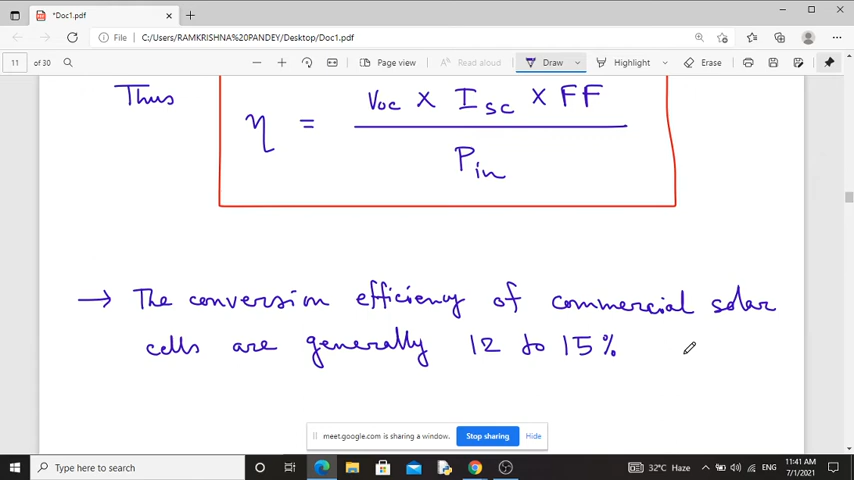 *Doc1.pdf
File C:/Users/RAMKRISHNA%20PANDEY/Desktop/Doc1.pdf
11 of 30 Page view Read aloud Draw Highlight Erase
Thus
η = Voc X Isc X FF / Pin
→ The conversion efficiency of commercial solar
cells are generally 12 to 15%
meet.google.com is sharing a window. Stop sharing Hide
Type here to search 32°C Haze ENG 11:41 AM
7/1/2021